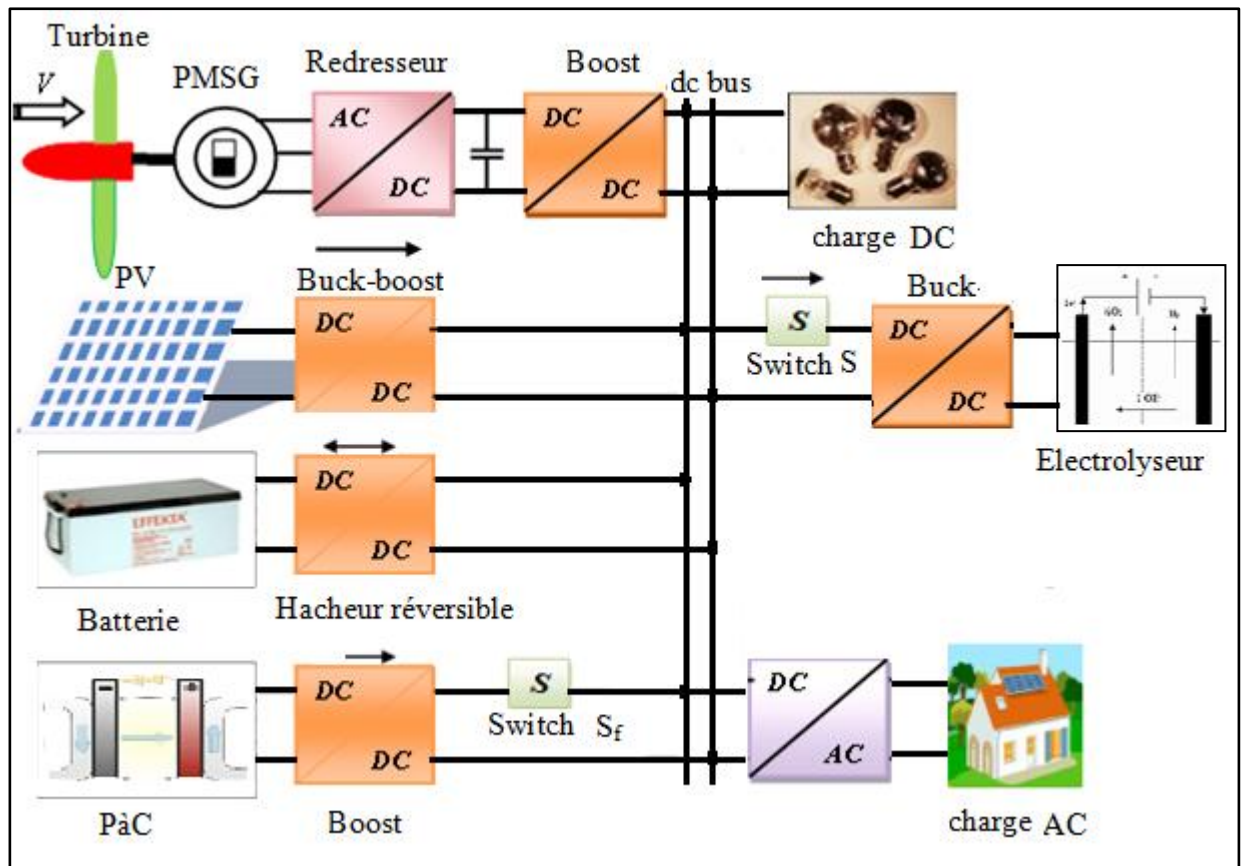 Turbine
V
PMSG
Redresseur
Boost
dc bus
AC
DC
DC
DC
charge DC
PV
Buck-boost
DC
DC
S
Switch S
Buck-
DC
DC
Electrolyseur
EFFEKTA
Batterie
DC
DC
Hacheur réversible
PàC
DC
DC
Boost
S
Switch Sf
DC
AC
charge AC